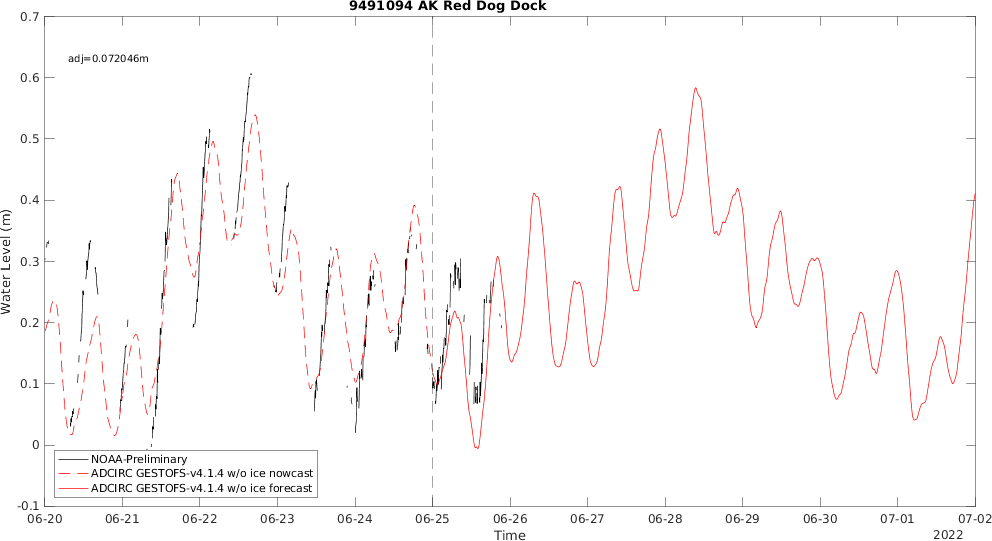 9491094 AK Red Dog Dock
adj=0.072046m
0.7
0.6
0.5
0.4
0.3
0.2
0.1
0
-0.1
Water Level (m)
NOAA-Preliminary
ADCIRC GESTOFS-v4.1.4 w/o ice nowcast
ADCIRC GESTOFS-v4.1.4 w/o ice forecast
06-20 06-21 06-22 06-23 06-24 06-25 06-26 06-27 06-28 06-29 06-30 07-01 07-02
Time
2022